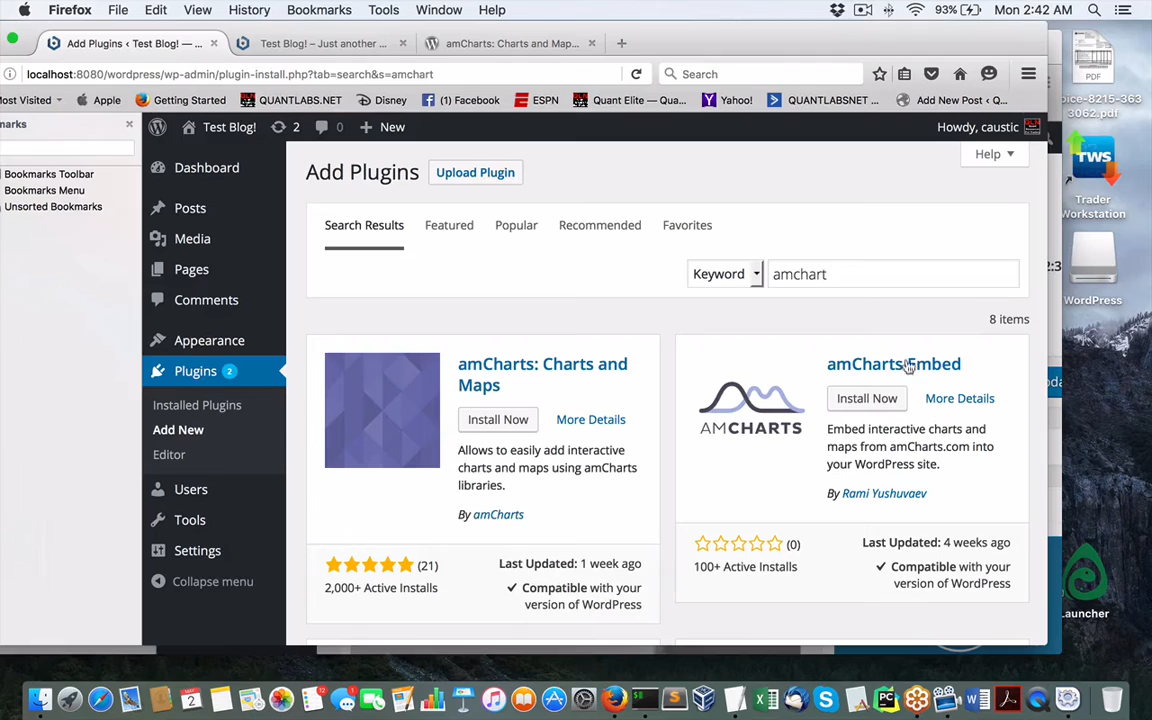 Firefox File Edit View History Bookmarks Tools Window Help 93% Mon 2:42 AM
Add Plugins ‹ Test Blog! — ... × Test Blog! – Just another ... × amCharts: Charts and Map... × +
localhost:8080/wordpress/wp-admin/plugin-install.php?tab=search&s=amchart Search
ost Visited Apple Getting Started QUANTLABS.NET Disney (1) Facebook ESPN Quant Elite — Qua... Yahoo! QUANTLABSNET ... Add New Post ‹ Q...
marks
Bookmarks Toolbar
Bookmarks Menu
Unsorted Bookmarks
Test Blog! 2 0 + New Howdy, caustic
Dashboard
Posts
Media
Pages
Comments
Appearance
Plugins 2
Installed Plugins
Add New
Editor
Users
Tools
Settings
Collapse menu
Help
Add Plugins Upload Plugin
Search Results Featured Popular Recommended Favorites
Keyword amchart
8 items
amCharts: Charts and
Maps
Install Now More Details
Allows to easily add interactive
charts and maps using amCharts
libraries.
By amCharts
(21)
2,000+ Active Installs
Last Updated: 1 week ago
✓ Compatible with your
version of WordPress
AMCHARTS
amCharts Embed
Install Now More Details
Embed interactive charts and
maps from amCharts.com into
your WordPress site.
By Rami Yushuvaev
(0)
100+ Active Installs
Last Updated: 4 weeks ago
✓ Compatible with your
version of WordPress
PDF
oice-8215-363
3062.pdf
TWS
Trader
Workstation
WordPress
Launcher